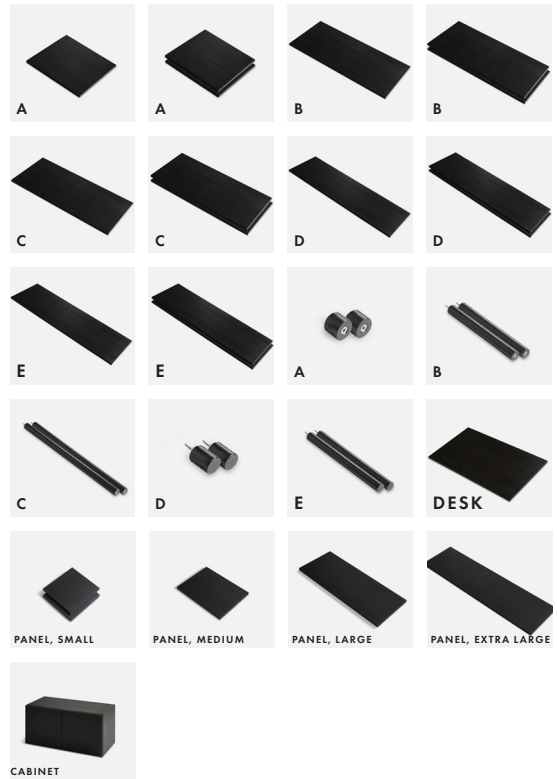 A
A
B
B
C
C
D
D
E
E
A
B
C
D
E
DESK
PANEL, SMALL
PANEL, MEDIUM
PANEL, LARGE
PANEL, EXTRA LARGE
CABINET